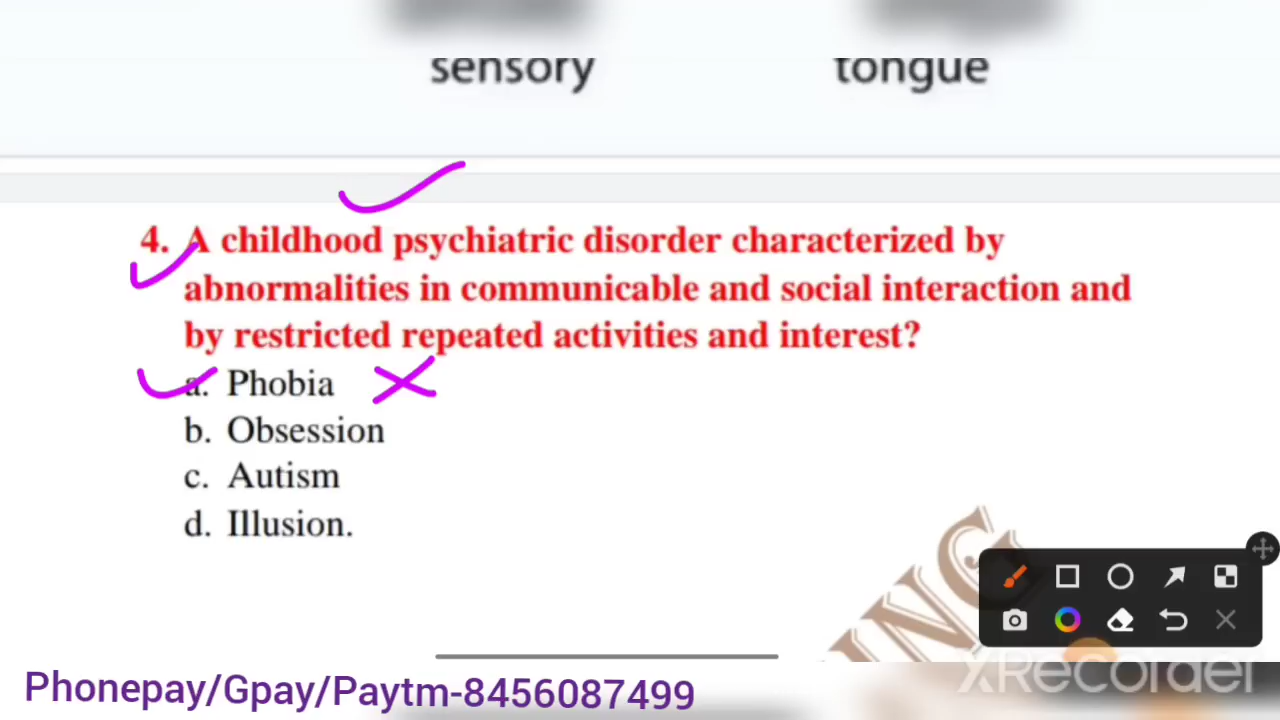 sensory tongue
4. A childhood psychiatric disorder characterized by
abnormalities in communicable and social interaction and
by restricted repeated activities and interest?
a. Phobia
b. Obsession
c. Autism
d. Illusion.
ING
XRecorder
Phonepay/Gpay/Paytm-8456087499